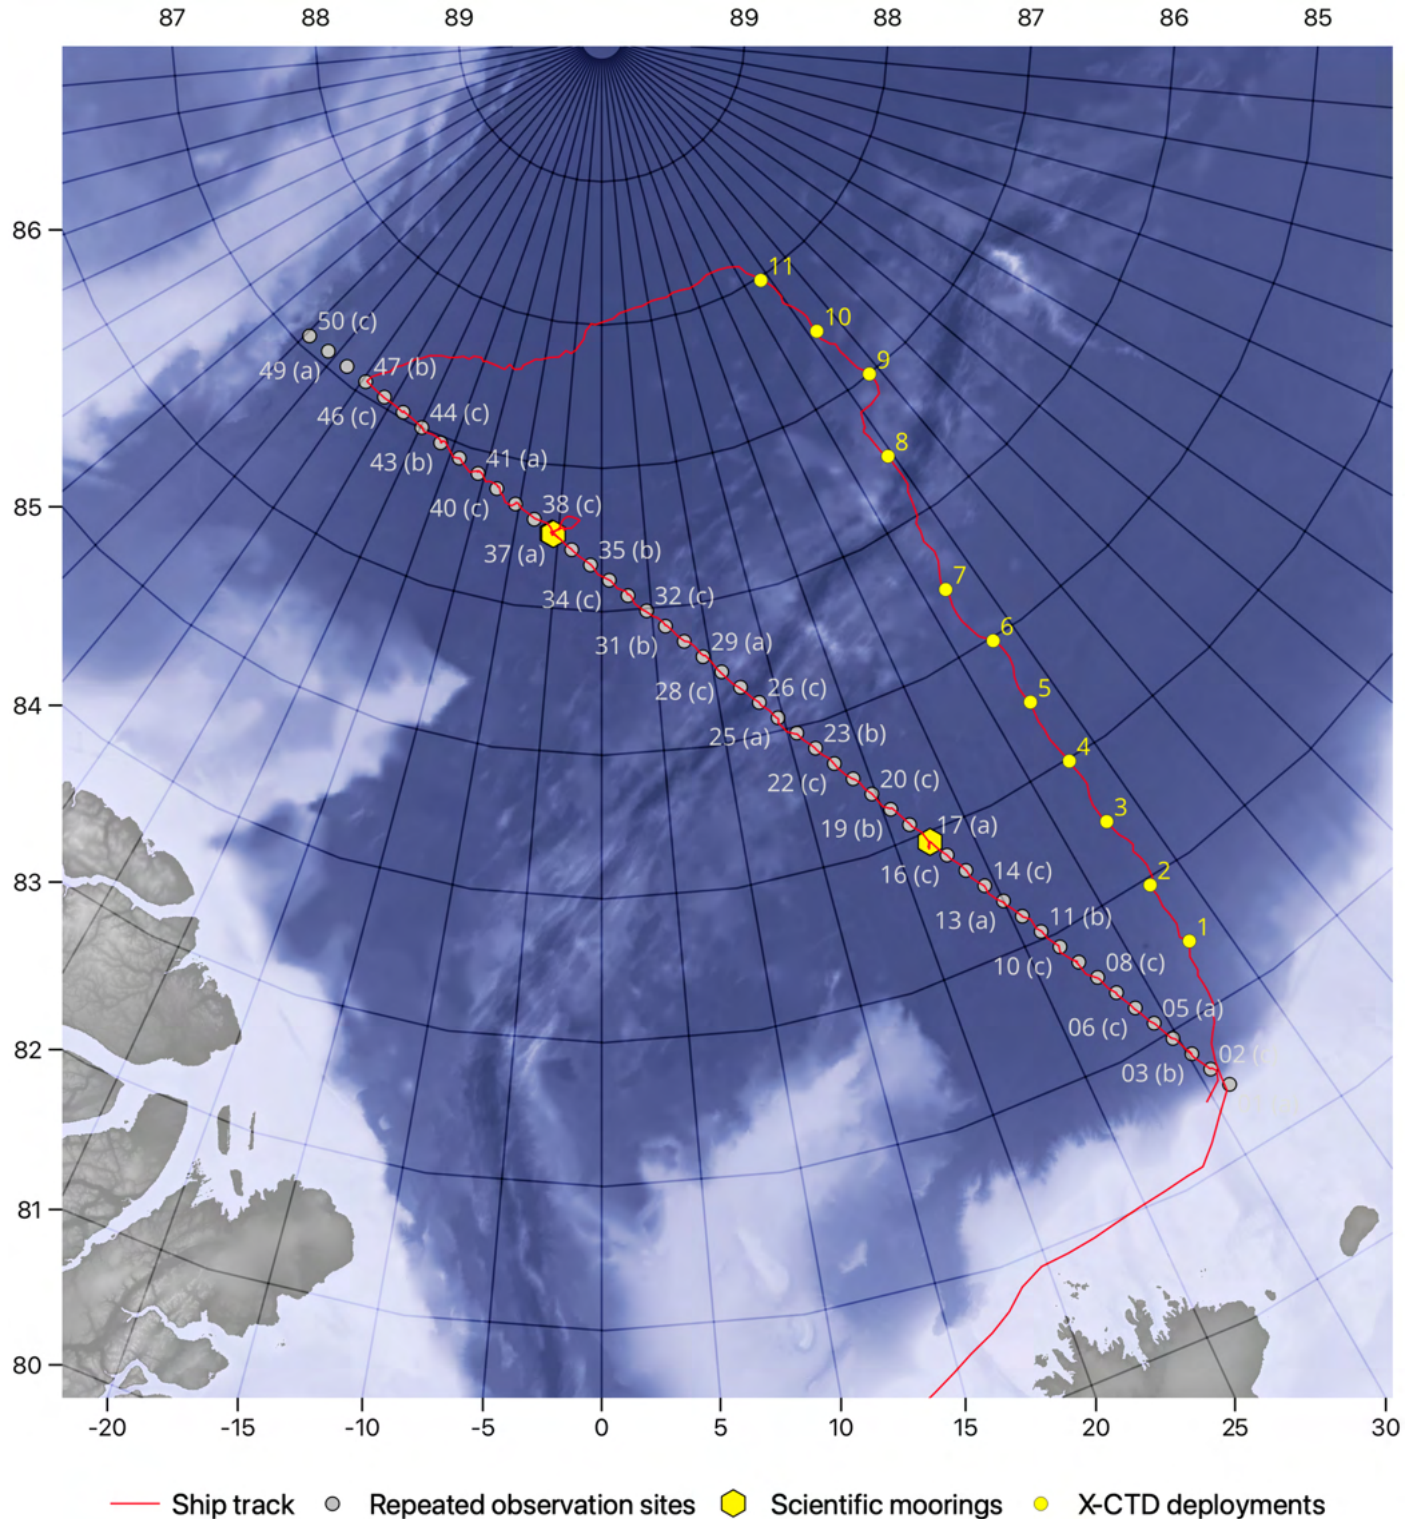 87 88 89 89 88 87 86 85
11
86
10
50 (c)
9
49 (a) 47 (b)
46 (c) 44 (c)
8
43 (b) 41 (a)
85
40 (c) 38 (c)
37 (a) 35 (b)
7
34 (c) 32 (c)
6
31 (b) 29 (a)
28 (c) 26 (c) 5
84
25 (a) 23 (b) 4
22 (c) 20 (c)
3
19 (b) 17 (a)
16 (c) 14 (c) 2
83
13 (a) 11 (b) 1
10 (c) 08 (c)
06 (c) 05 (a)
82
03 (b) 02
81
80
-20 -15 -10 -5 0 5 10 15 20 25 30
Ship track Repeated observation sites Scientific moorings X-CTD deployments